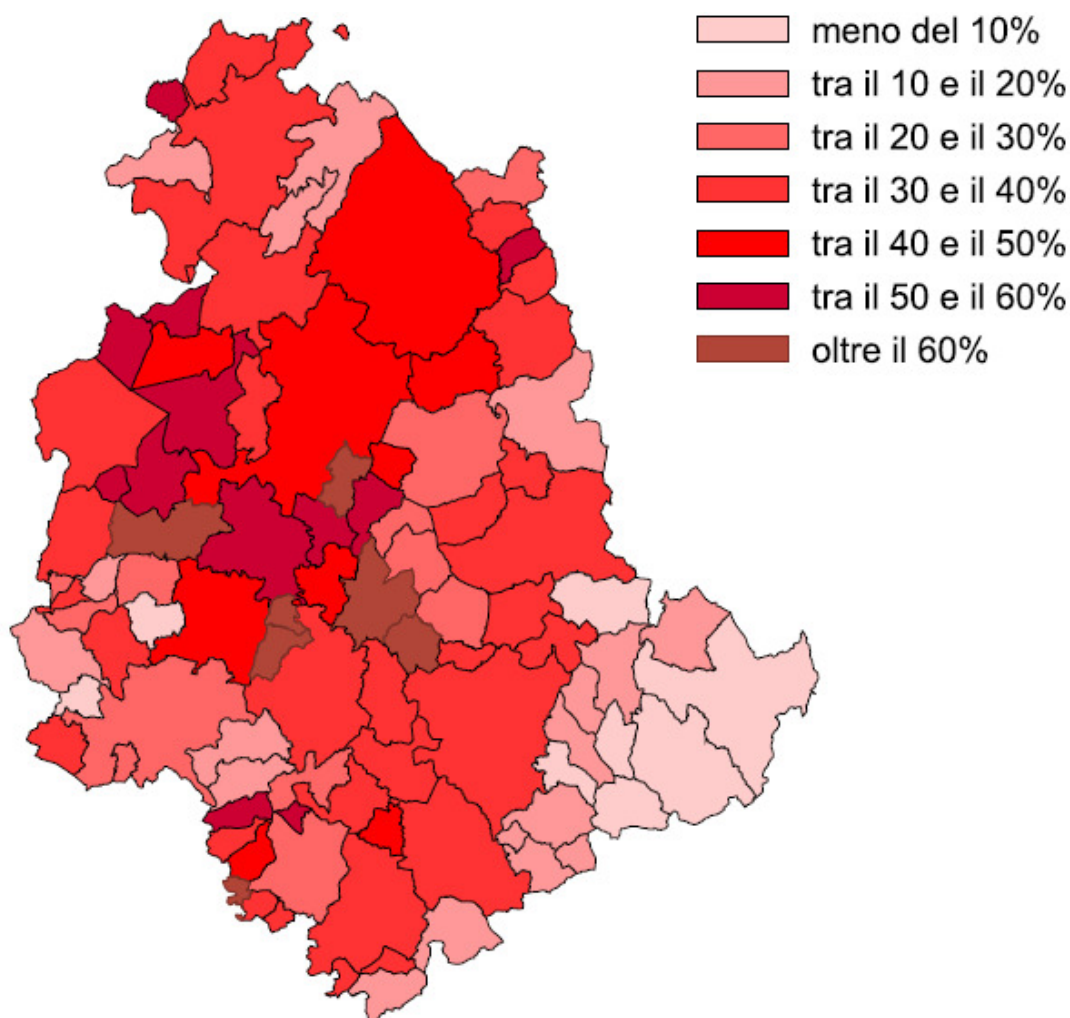 meno del 10%
tra il 10 e il 20%
tra il 20 e il 30%
tra il 30 e il 40%
tra il 40 e il 50%
tra il 50 e il 60%
oltre il 60%